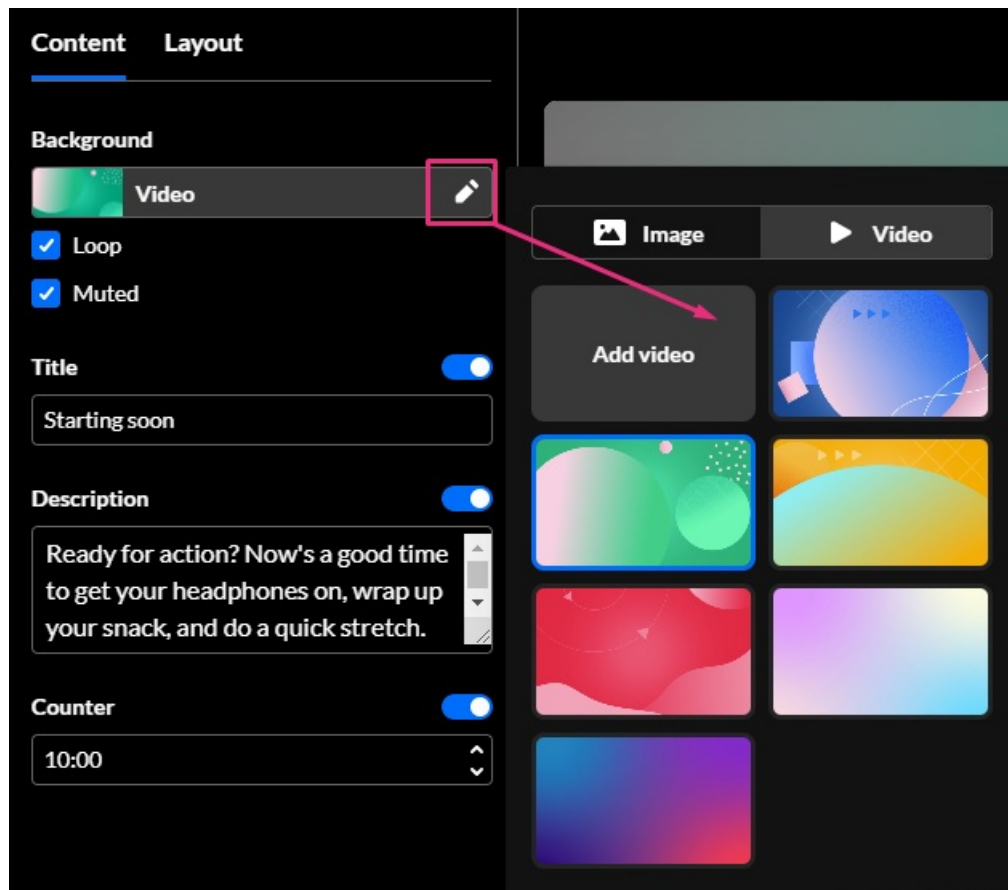 Content Layout
Background
Video
Loop
Muted
Title
Starting soon
Description
Ready for action? Now's a good time
to get your headphones on, wrap up
your snack, and do a quick stretch.
Counter
10:00
Image Video
Add video